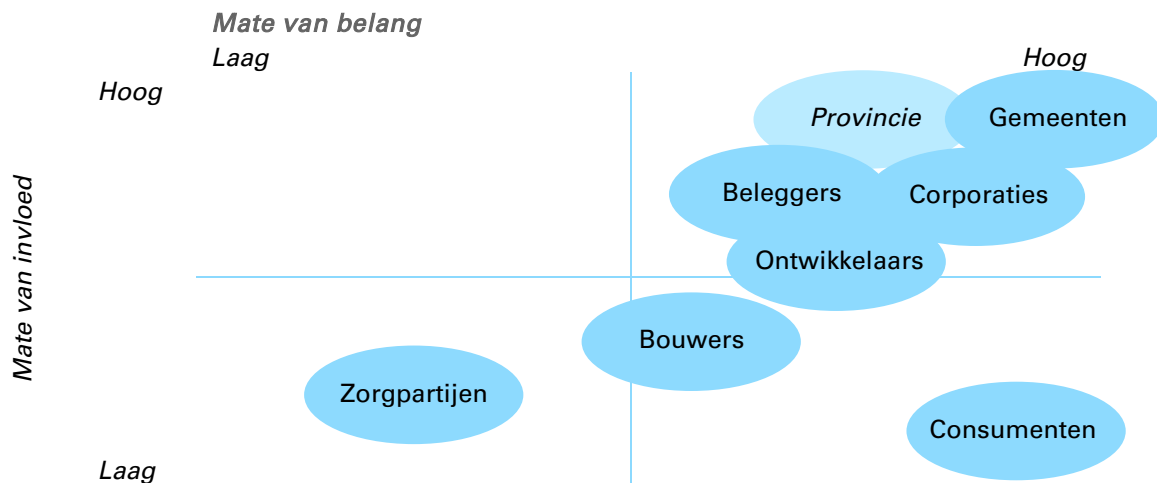 Mate van belang
Laag
Hoog
Hoog
Provincie
Gemeenten
Beleggers
Corporaties
Ontwikkelaars
Mate van invloed
Bouwers
Zorgpartijen
Consumenten
Laag